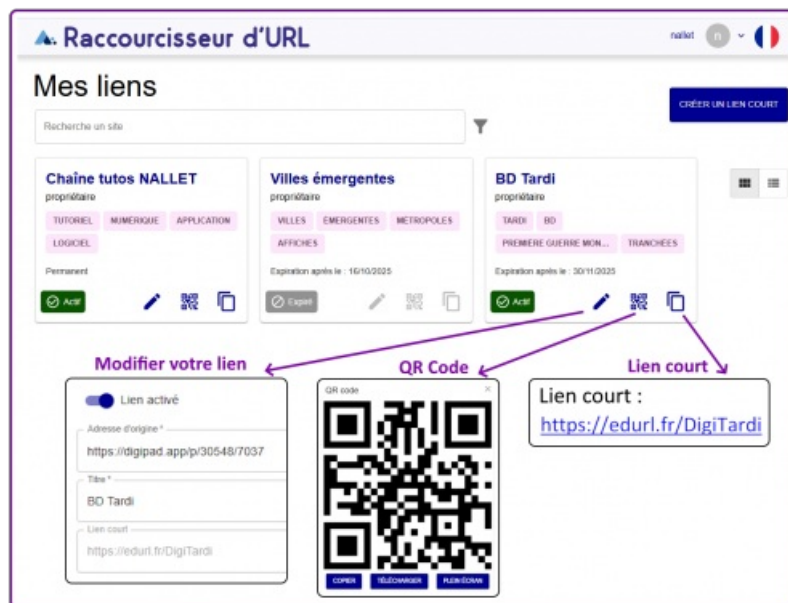 Raccourcisseur d'URL
nallet n
Mes liens
CRÉER UN LIEN COURT
Recherche un site
Chaîne tutos NALLET
propriétaire
TUTORIEL NUMÉRIQUE APPLICATION
LOGICIEL
Permanent
Actif
Villes émergentes
propriétaire
VILLES EMERGENTES METROPOLES
AFFICHES
Expiration après le : 16/10/2025
Expiré
BD Tardi
propriétaire
TARDI BD
PREMIÈRE GUERRE MON... TRANCHÉES
Expiration après le : 30/11/2025
Actif
Modifier votre lien
Lien activé
Adresse d'origine *
https://digipad.app/p/30548/7037
Titre *
BD Tardi
Lien court
https://edurl.fr/DigiTardi
QR Code
QR code
COPIER TÉLÉCHARGER PLEIN ÉCRAN
Lien court
Lien court :
https://edurl.fr/DigiTardi